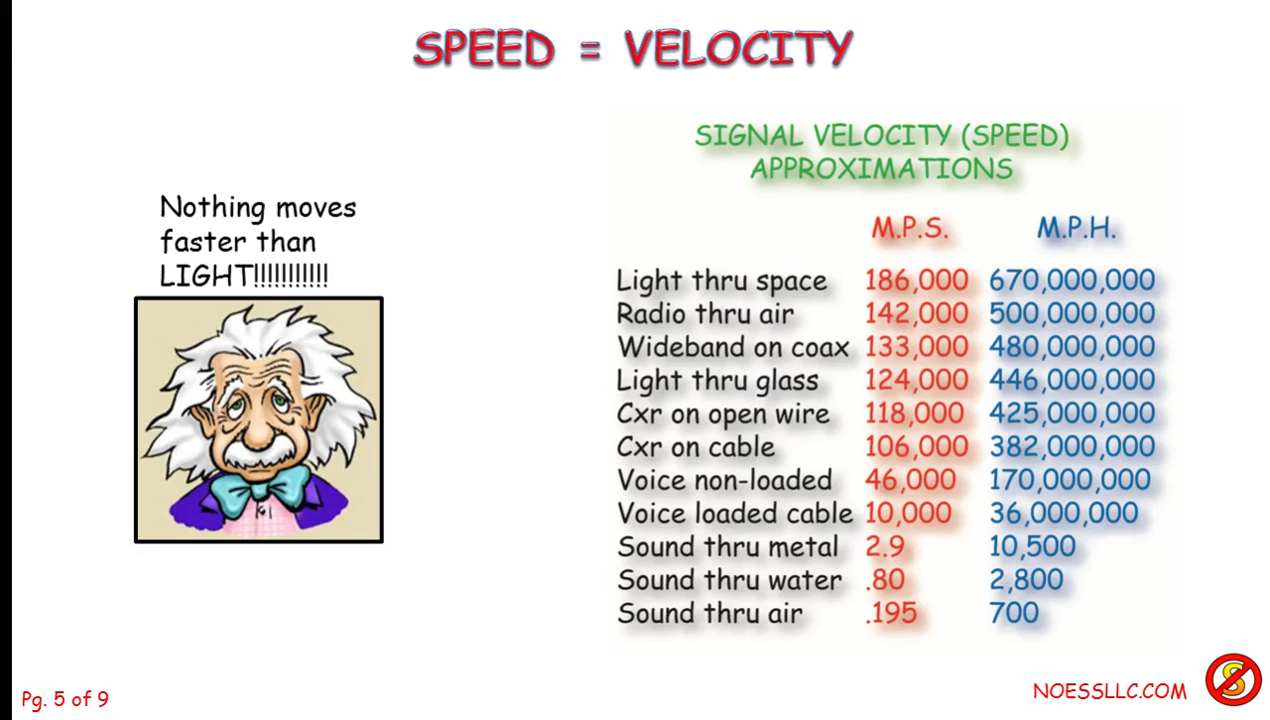 SPEED = VELOCITY
Nothing moves
faster than
LIGHT!!!!!!!!!!!
SIGNAL VELOCITY (SPEED)
APPROXIMATIONS
M.P.S. M.P.H.
Light thru space 186,000 670,000,000
Radio thru air 142,000 500,000,000
Wideband on coax 133,000 480,000,000
Light thru glass 124,000 446,000,000
Cxr on open wire 118,000 425,000,000
Cxr on cable 106,000 382,000,000
Voice non-loaded 46,000 170,000,000
Voice loaded cable 10,000 36,000,000
Sound thru metal 2.9 10,500
Sound thru water .80 2,800
Sound thru air .195 700
Pg. 5 of 9
NOESSLLC.COM
S